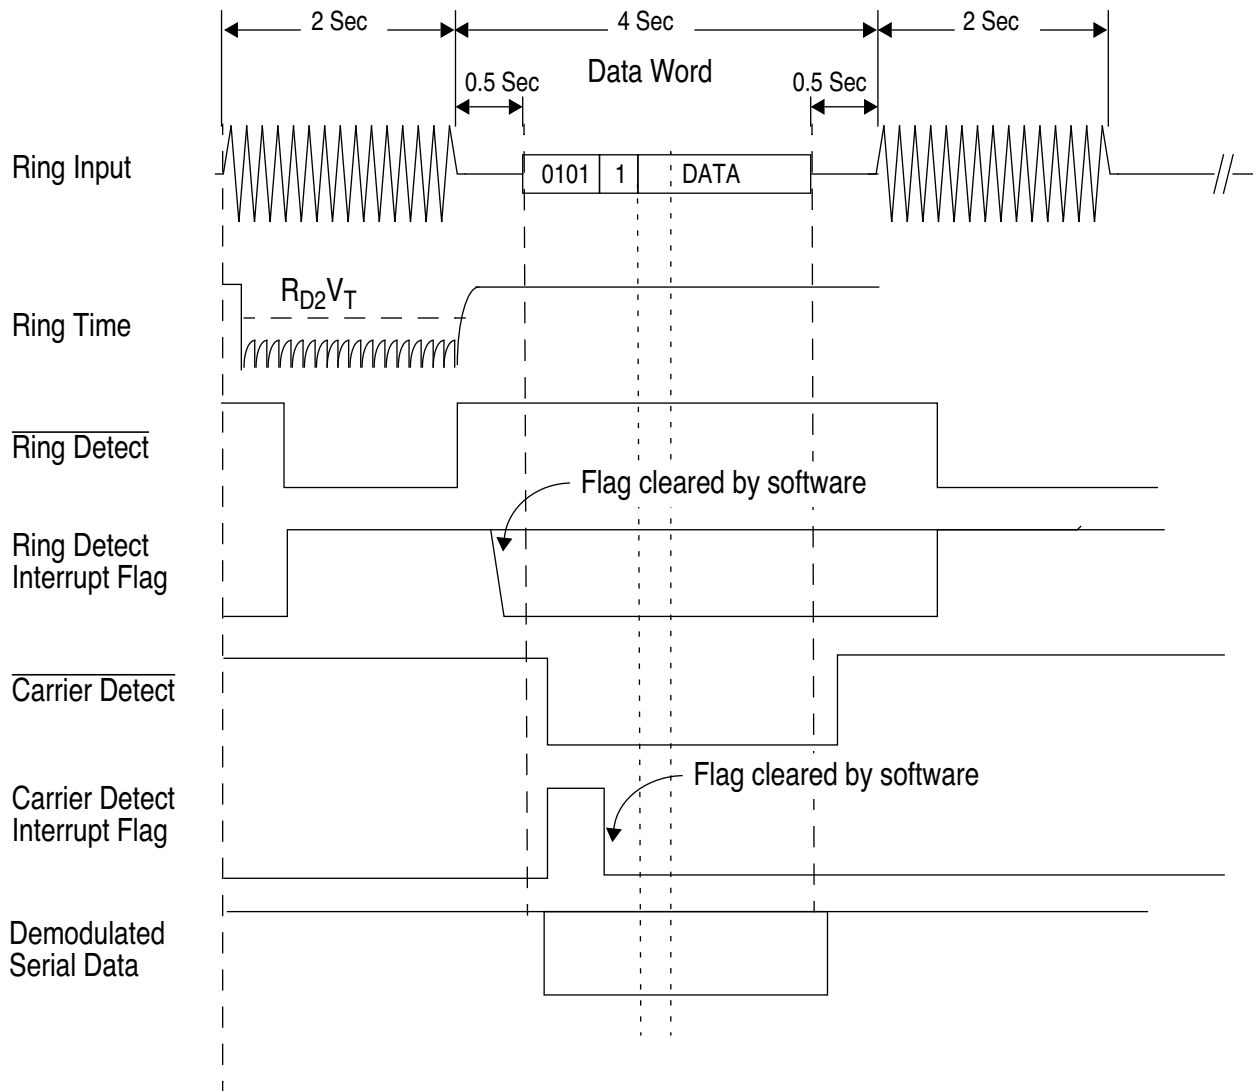 2 Sec
4 Sec
2 Sec
Data Word
0.5 Sec
0.5 Sec
Ring Input
0101
1
DATA
//
RD2VT
Ring Time
Ring Detect
Flag cleared by software
Ring Detect
Interrupt Flag
Carrier Detect
Flag cleared by software
Carrier Detect
Interrupt Flag
Demodulated
Serial Data